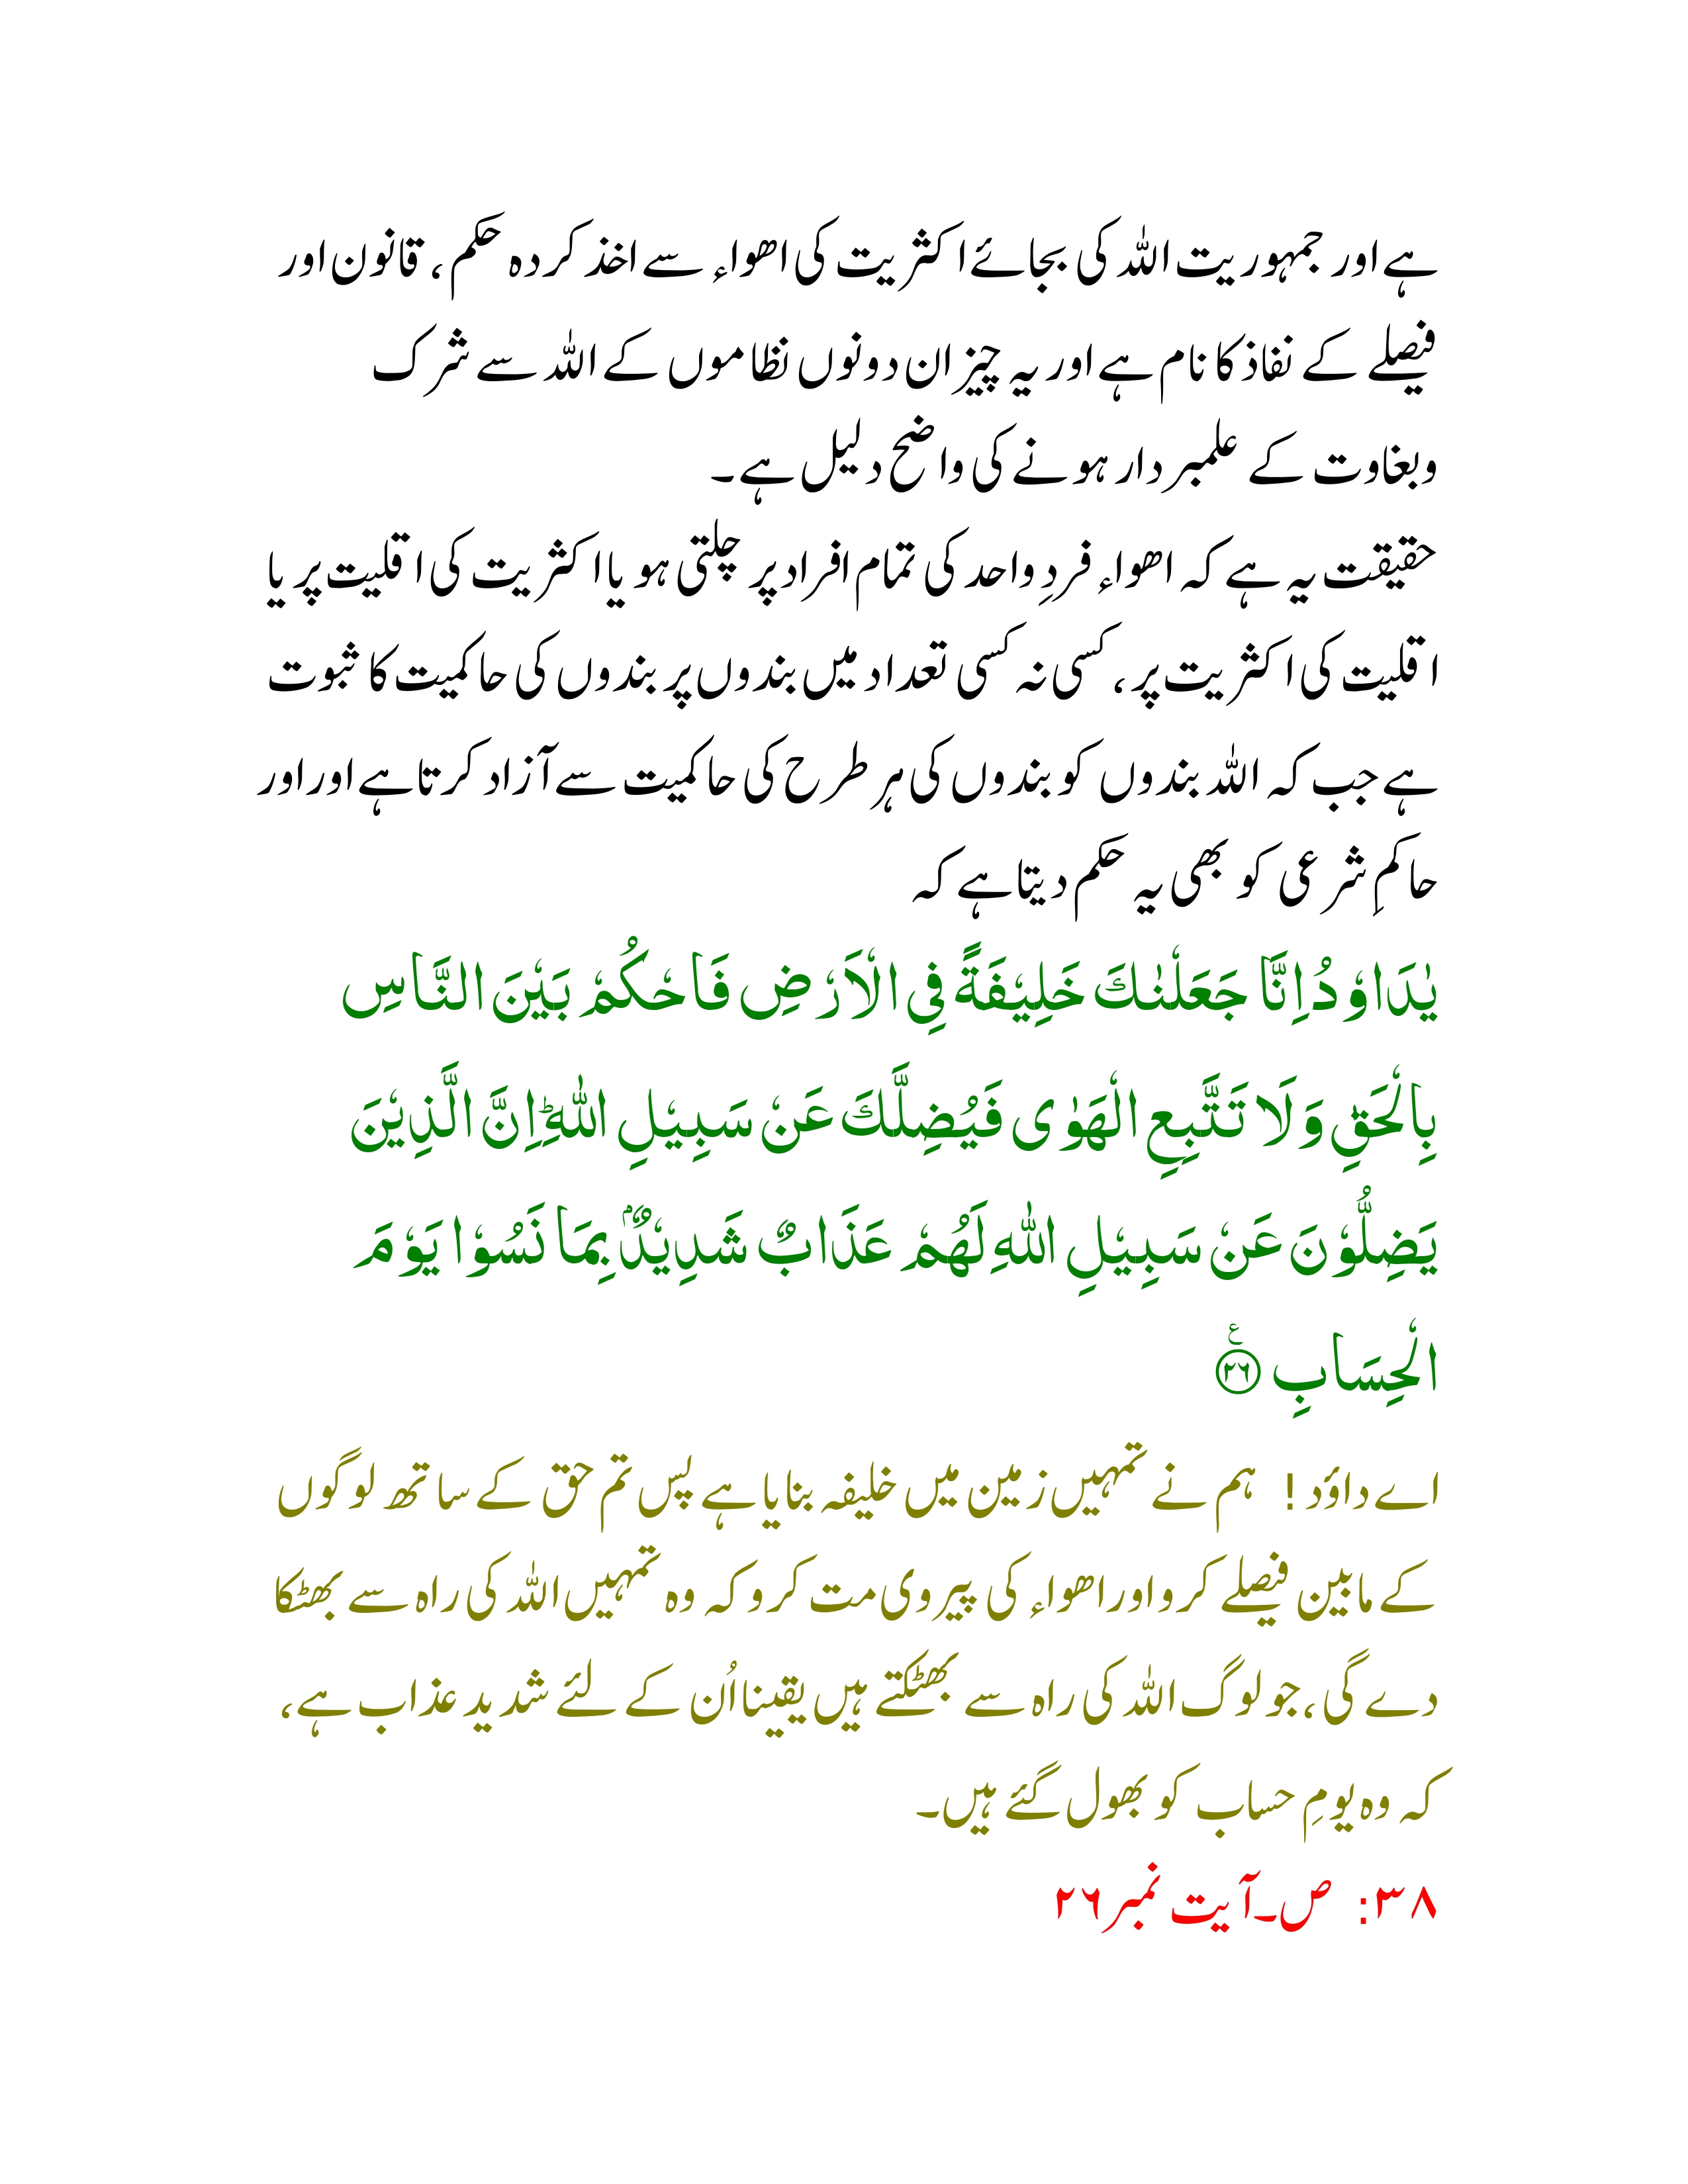 ہے اور جمہوریت اللہ کی بجائے اکثریت کی اھواء سے اخذ کردہ حکم، قانون اور
فیصلے کے نفاذ کا نام ہے اور یہ چیز ان دونوں نظاموں کے اللہ سے شرک
وبغاوت کے علمبردار ہونے کی واضح دلیل ہے۔
حقیقت یہ ہے کہ اھواء فردِ واحد کی تمام افراد پر چلتی ہو یا اکثریت کی اقلیت پر یا
اقلیت کی اکثریت پر، کسی نہ کسی تعداد میں بندوں پر بندوں کی حاکمیت کا ثبوت
ہے جب کہ اللہ بندوں کو بندوں کی ہر طرح کی حاکمیت سے آزاد کرتا ہے اور اور
حاکمِ شرعی کو بھی یہ حکم دیتا ہے کہ
يٰدَاوٗدُ اِنَّا جَعَلْنٰكَ خَلِيْفَةً فِي الْاَرْضِ فَاحْكُمْ بَيْنَ النَّاسِ
بِالْحَقِّ وَلَا تَتَّبِعِ الْهَوٰى فَيُضِلَّكَ عَنْ سَبِيْلِ اللّٰهِ ۭ اِنَّ الَّذِيْنَ
يَضِلُّوْنَ عَنْ سَبِيْلِ اللّٰهِ لَهُمْ عَذَابٌ شَدِيْدٌۢ بِمَا نَسُوْا يَوْمَ
الْحِسَابِ ۝۲۶ۧ
اے داؤد! ہم نے تمہیں زمین میں خلیفہ بنایا ہے پس تم حق کے ساتھ لوگوں
کے مابین فیصلے کرو اور اھواء کی پیروی مت کرو کہ وہ تمہیں اللہ کی راہ سے بھٹکا
دے گی، جو لوگ اللہ کی راہ سے بھٹکتے ہیں یقینا اُن کے لئے شدید عذاب ہے،
کہ وہ یومِ حساب کو بھول گئے ہیں۔
۳۸: ص۔آیت نمبر۲۶